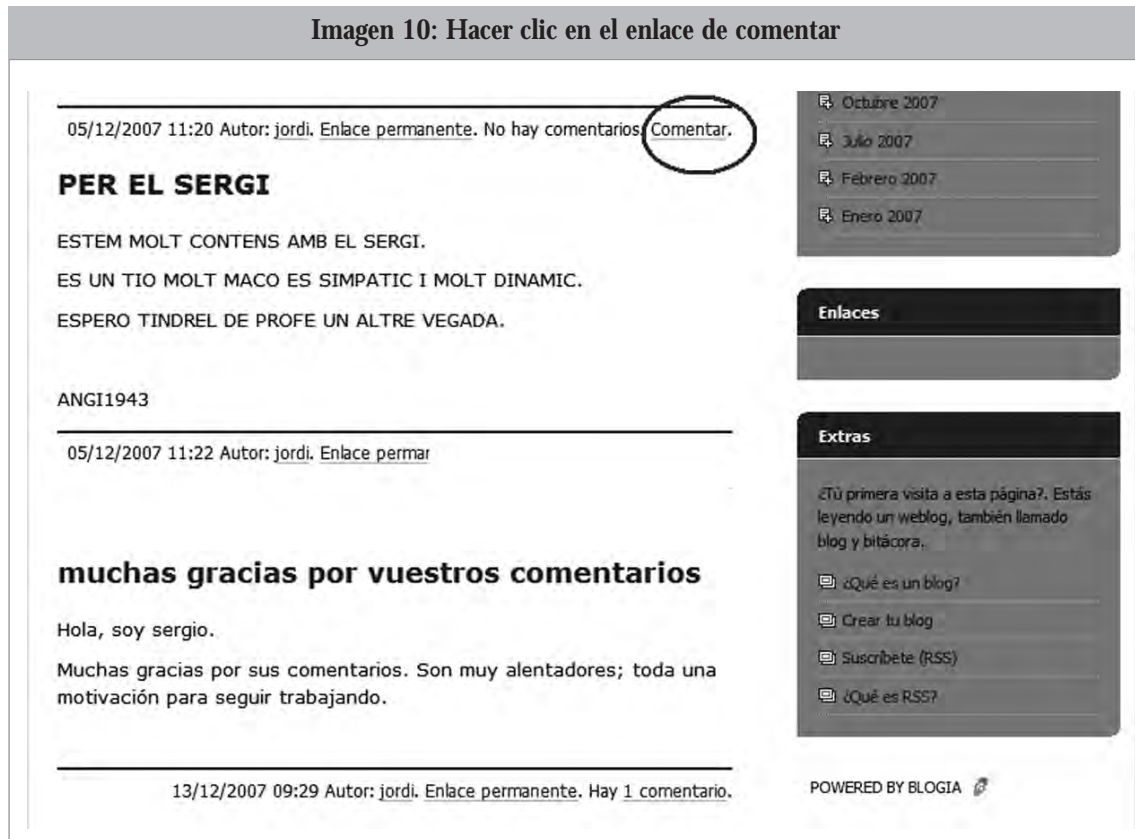 Imagen 10: Hacer clic en el enlace de comentar
05/12/2007 11:20 Autor: jordi. Enlace permanente. No hay comentarios. Comentar.
PER EL SERGI
ESTEM MOLT CONTENS AMB EL SERGI.
ES UN TIO MOLT MACO ES SIMPATIC I MOLT DINAMIC.
ESPERO TINDREL DE PROFE UN ALTRE VEGADA.
ANGI1943
05/12/2007 11:22 Autor: jordi. Enlace permar
muchas gracias por vuestros comentarios
Hola, soy sergio.
Muchas gracias por sus comentarios. Son muy alentadores; toda una
motivación para seguir trabajando.
13/12/2007 09:29 Autor: jordi. Enlace permanente. Hay 1 comentario.
Octubre 2007
Julio 2007
Febrero 2007
Enero 2007
Enlaces
Extras
¿Tú primera visita a esta página?. Estás
leyendo un weblog, también llamado
blog y bitácora.
¿Qué es un blog?
Crear tu blog
Suscríbete (RSS)
¿Qué es RSS?
POWERED BY BLOGIA